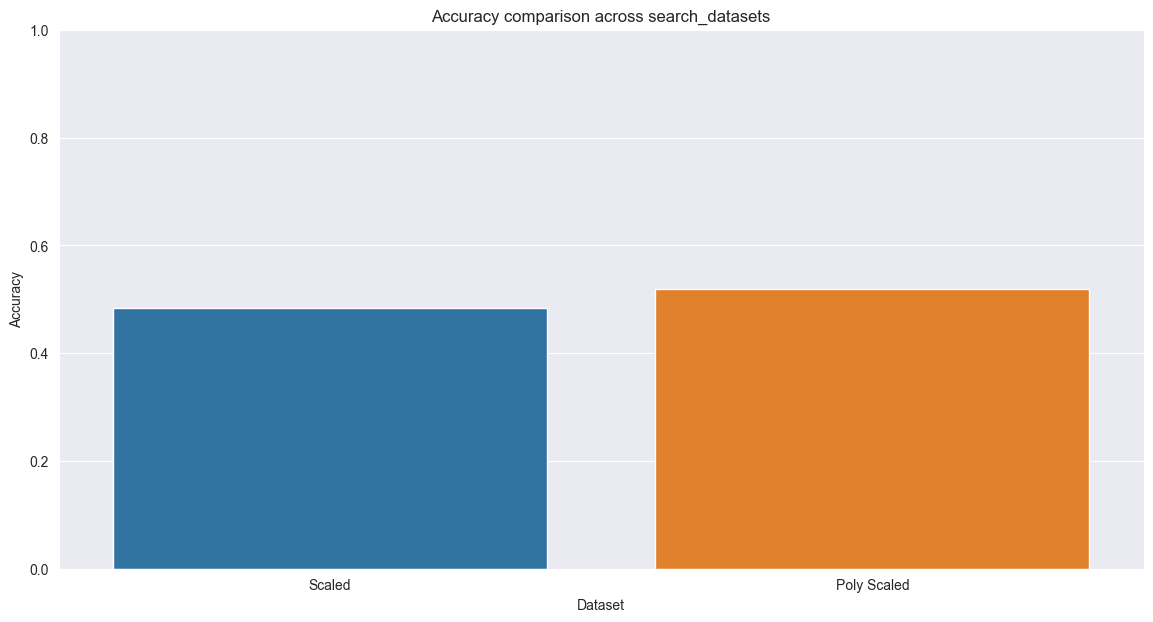 Accuracy comparison across search_datasets
1.0
0.8
0.6
0.4
0.2
0.0
Accuracy
Scaled
Poly Scaled
Dataset